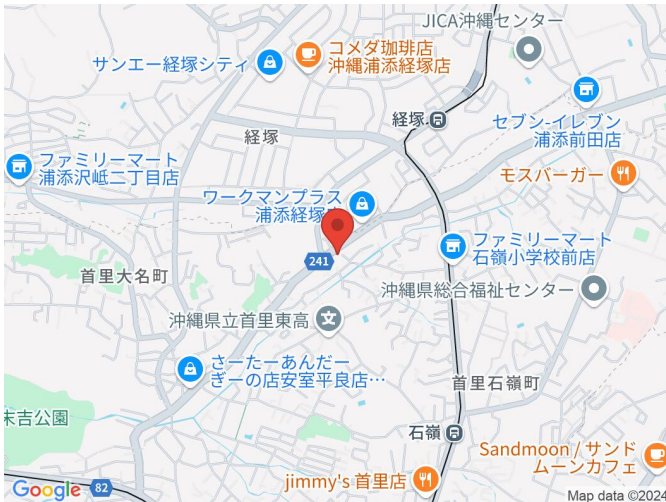 JICA沖縄センター
コメダ珈琲店
沖縄浦添経塚店
サンエー経塚シティ
経塚
経塚
セブン-イレブン
浦添前田店
ファミリーマート
浦添沢岻二丁目店
モスバーガー
ワークマンプラス
浦添経塚
241
ファミリーマート
石嶺小学校前店
首里大名町
沖縄県総合福祉センター
沖縄県立首里東高
さーたーあんだー
ぎーの店安室平良店…
首里石嶺町
末吉公園
石嶺
Sandmoon / サンド
ムーンカフェ
jimmy's 首里店
Google
82
Map data ©2024